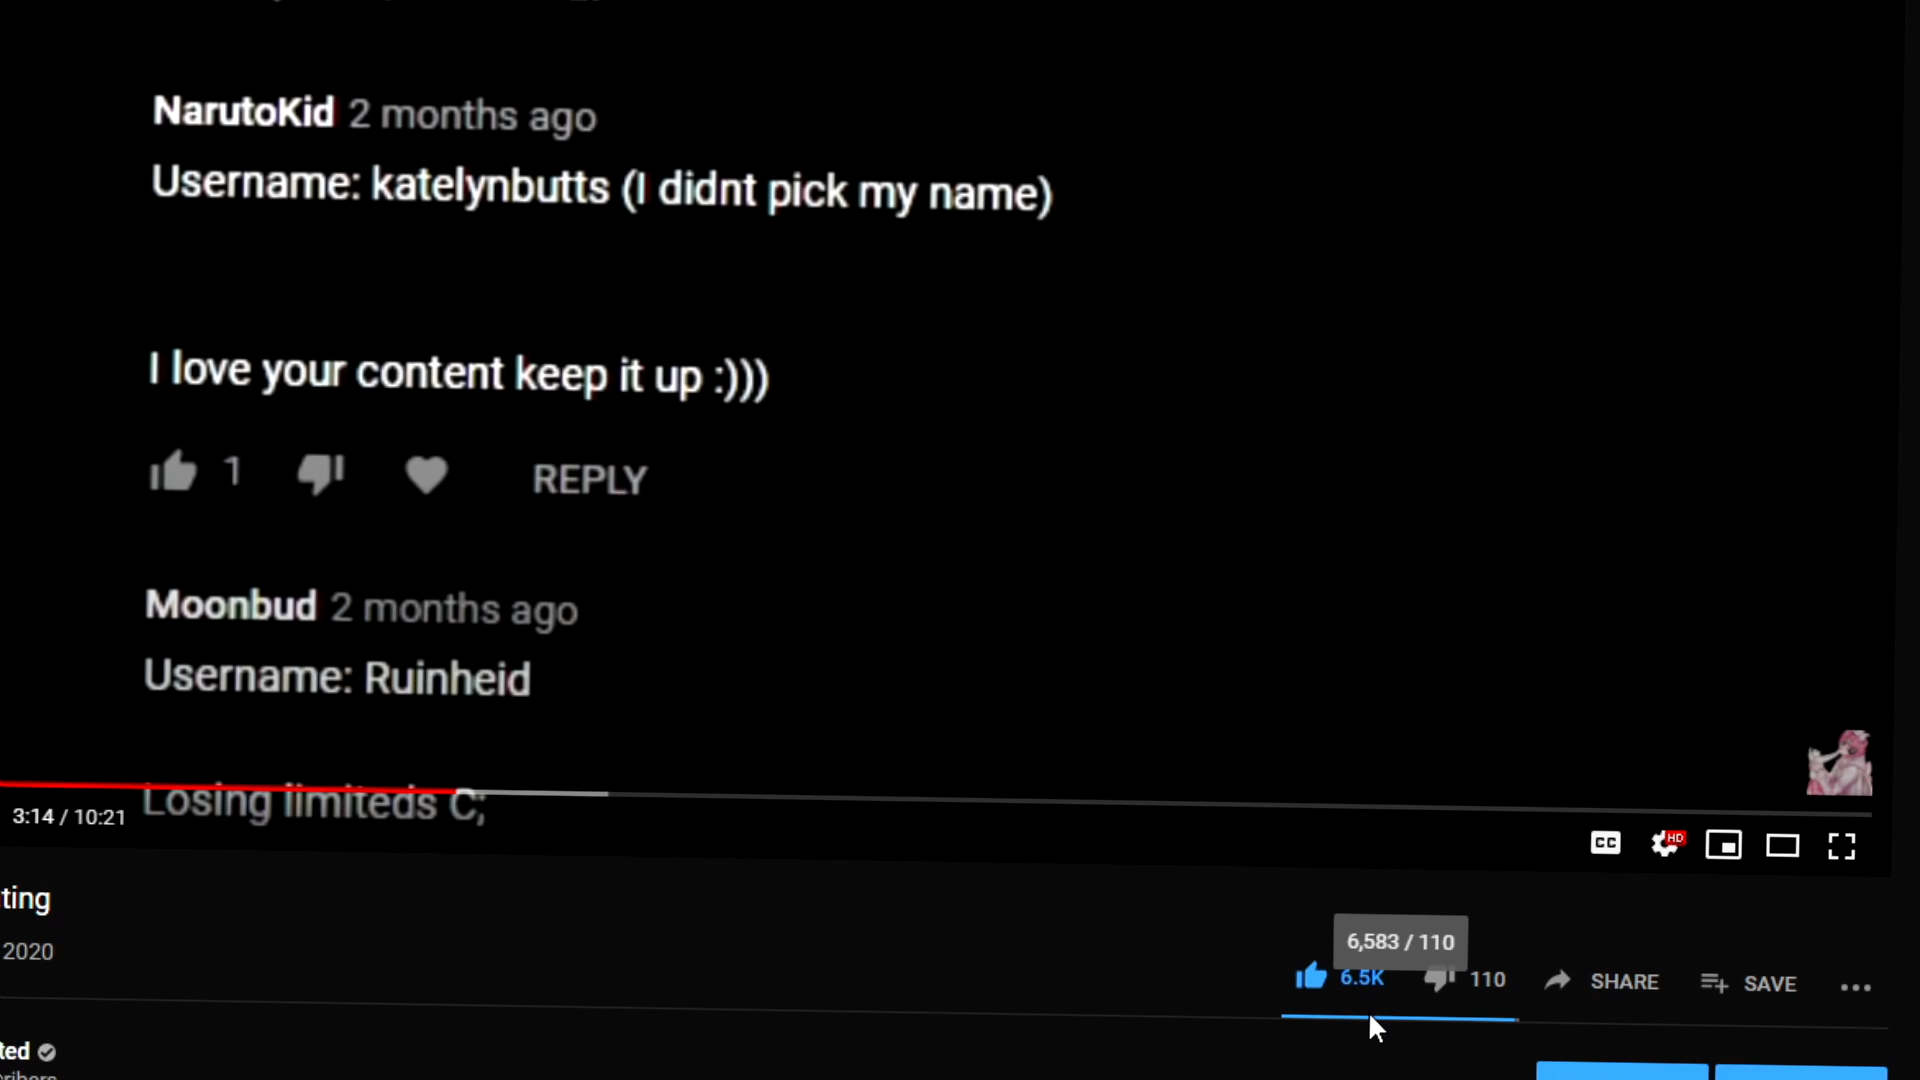 NarutoKid 2 months ago
Username: katelynbutts (I didnt pick my name)
I love your content keep it up :)))
1 REPLY
Moonbud 2 months ago
Username: Ruinheid
Losing limiteds C;
3:14 / 10:21
CC HD
ting
2020
6,583 / 110
6.5K 110 SHARE SAVE
ted